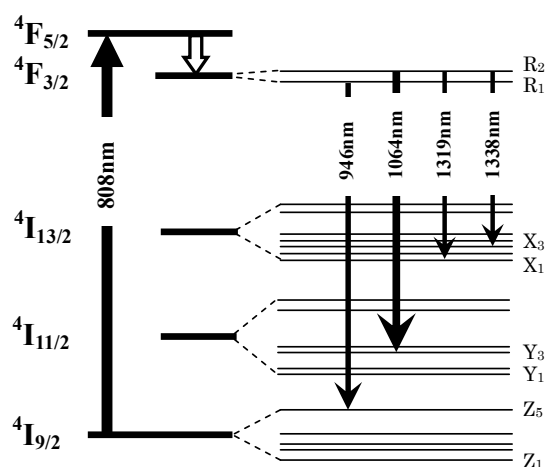 ⁴F₅/₂
⁴F₃/₂
R₂
R₁
808nm
946nm
1064nm
1319nm
1338nm
⁴I₁₃/₂
X₃
X₁
⁴I₁₁/₂
Y₃
Y₁
⁴I₉/₂
Z₅
Z₁